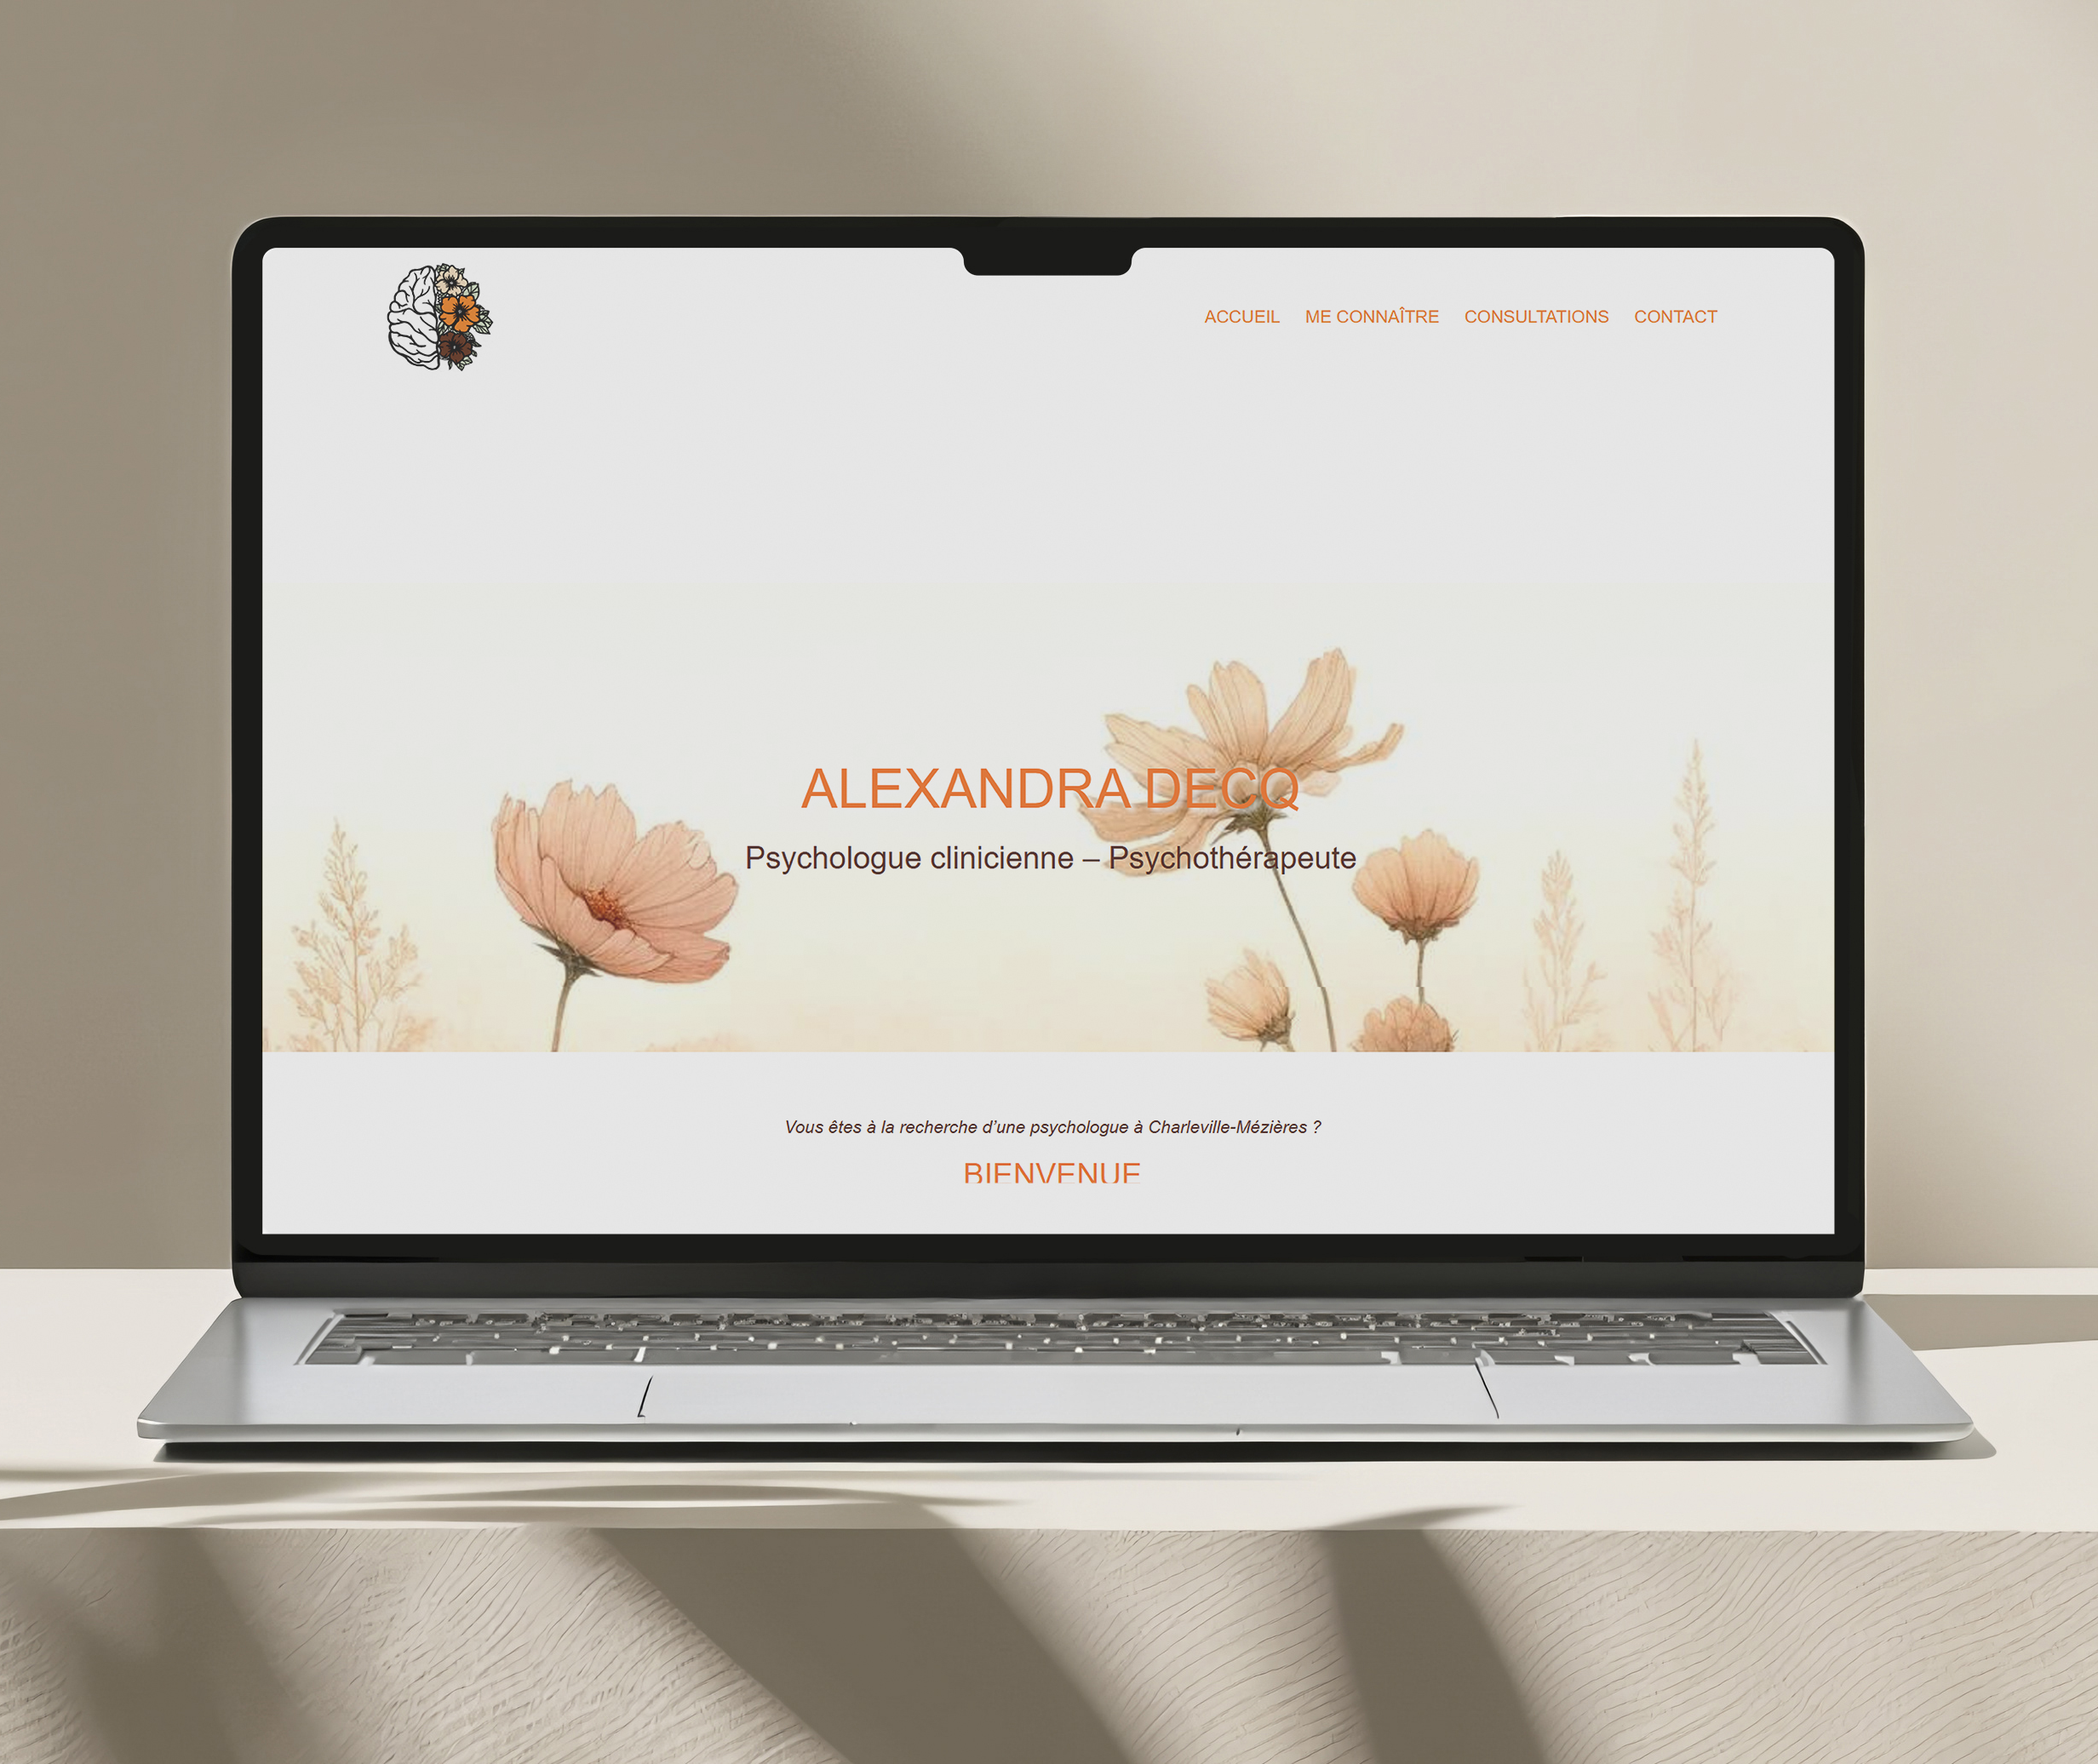 ACCUEIL ME CONNAÎTRE CONSULTATIONS CONTACT
ALEXANDRA DECQ
Psychologue clinicienne – Psychothérapeute
Vous êtes à la recherche d’une psychologue à Charleville-Mézières ?
BIENVENUE